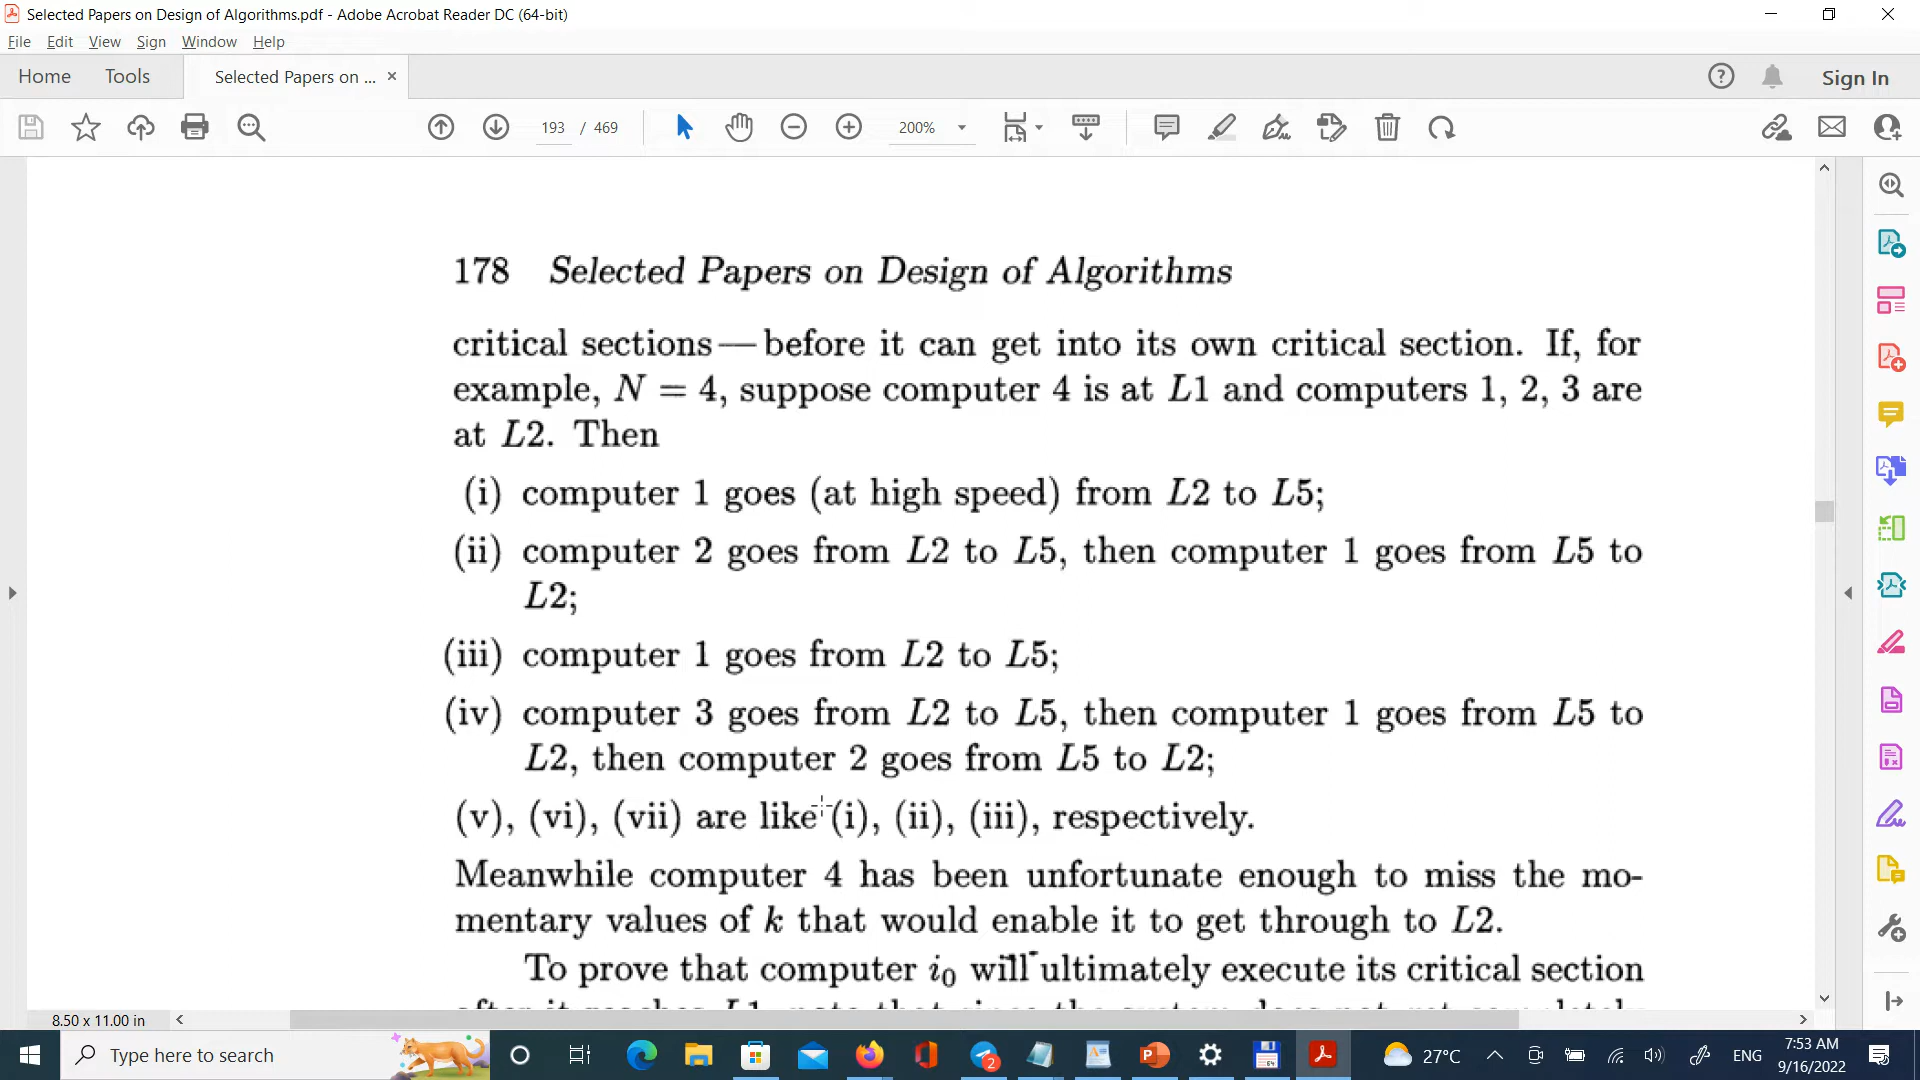 Selected Papers on Design of Algorithms.pdf - Adobe Acrobat Reader DC (64-bit)
File Edit View Sign Window Help
Home Tools Selected Papers on ... × Sign In
193 / 469 200%
178 Selected Papers on Design of Algorithms
critical sections—before it can get into its own critical section. If, for
example, N = 4, suppose computer 4 is at L1 and computers 1, 2, 3 are
at L2. Then
(i) computer 1 goes (at high speed) from L2 to L5;
(ii) computer 2 goes from L2 to L5, then computer 1 goes from L5 to
L2;
(iii) computer 1 goes from L2 to L5;
(iv) computer 3 goes from L2 to L5, then computer 1 goes from L5 to
L2, then computer 2 goes from L5 to L2;
(v), (vi), (vii) are like (i), (ii), (iii), respectively.
Meanwhile computer 4 has been unfortunate enough to miss the mo-
mentary values of k that would enable it to get through to L2.
To prove that computer i₀ will ultimately execute its critical section
8.50 x 11.00 in
Type here to search 2 27°C ENG 7:53 AM
9/16/2022